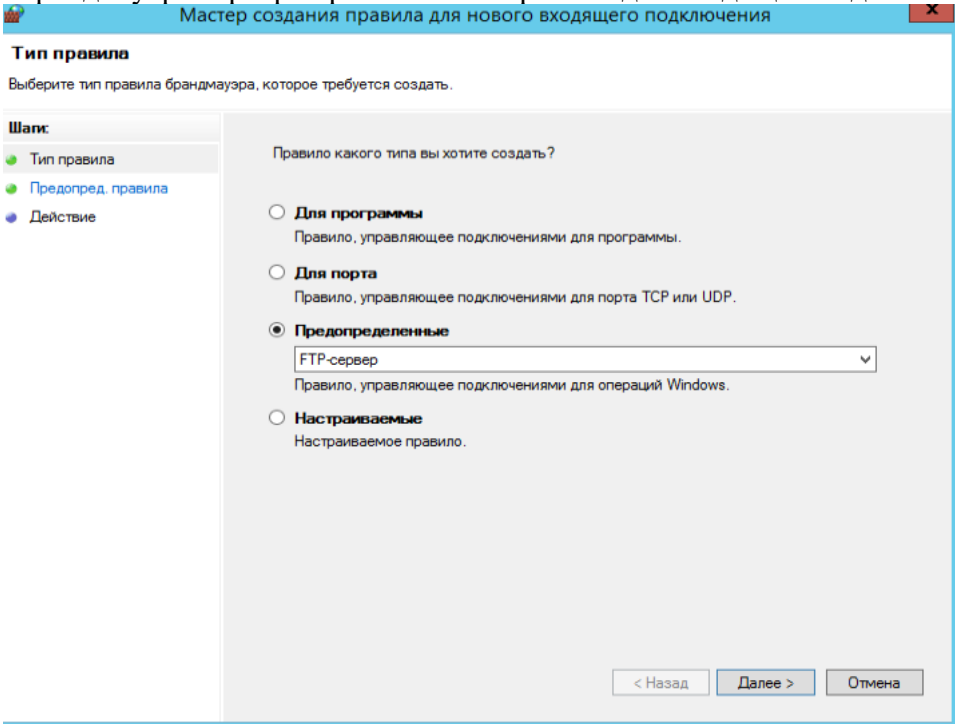 Мастер создания правила для нового входящего подключения
Тип правила
Выберите тип правила брандмауэра, которое требуется создать.
Шаги:
Тип правила
Предопред. правила
Действие
Правило какого типа вы хотите создать?
Для программы
Правило, управляющее подключениями для программы.
Для порта
Правило, управляющее подключениями для порта TCP или UDP.
Предопределенные
FTP-сервер
Правило, управляющее подключениями для операций Windows.
Настраиваемые
Настраиваемое правило.
< Назад
Далее >
Отмена